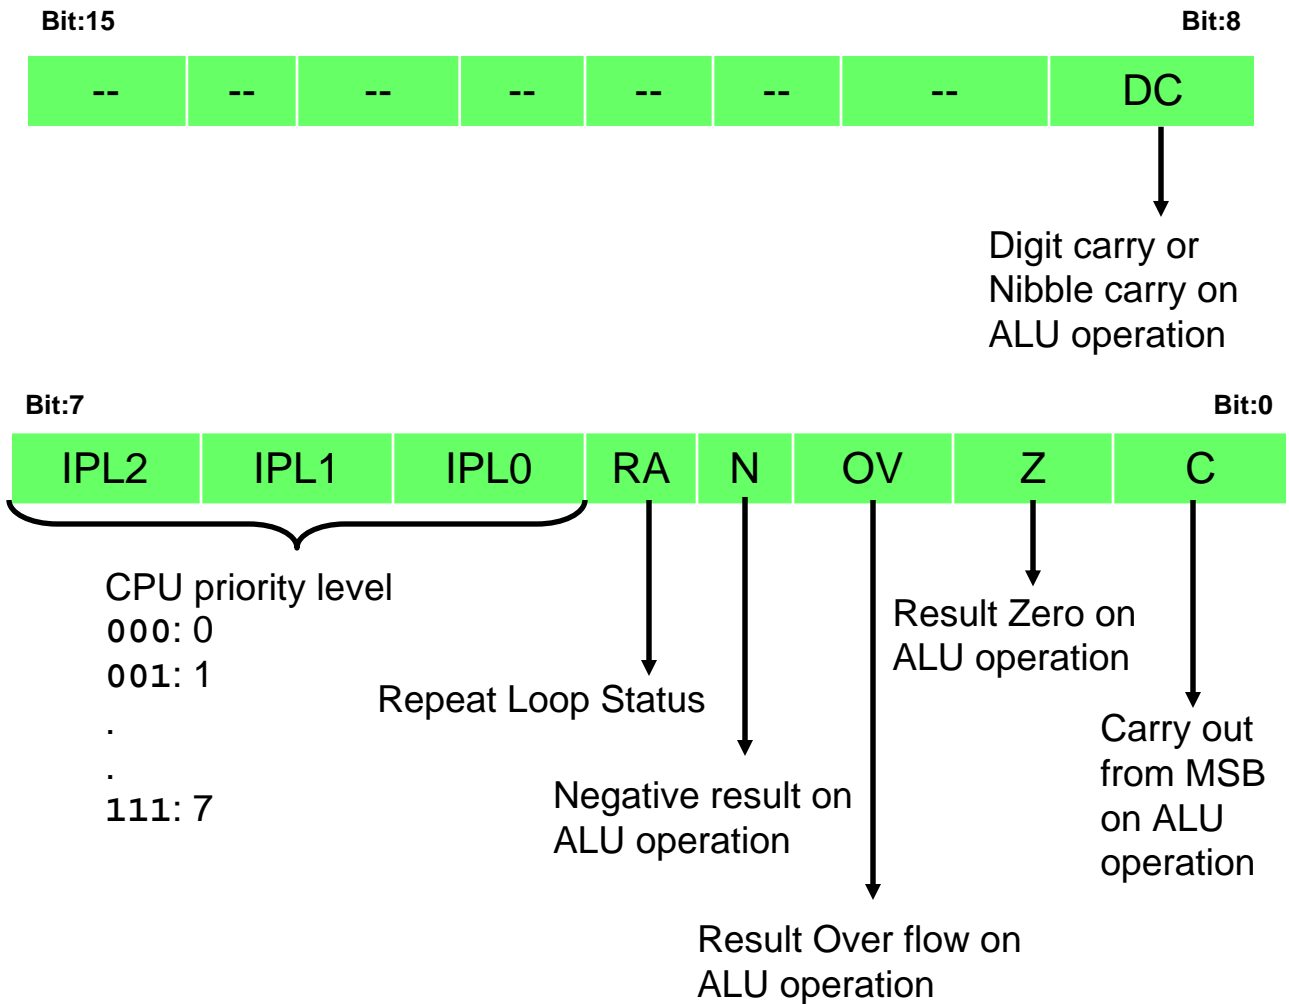 Bit:15 Bit:8
-- -- -- -- -- -- -- DC
Digit carry or
Nibble carry on
ALU operation
Bit:7 Bit:0
IPL2 IPL1 IPL0 RA N OV Z C
CPU priority level
000: 0
001: 1
.
.
111: 7
Repeat Loop Status
Negative result on
ALU operation
Result Over flow on
ALU operation
Result Zero on
ALU operation
Carry out
from MSB
on ALU
operation